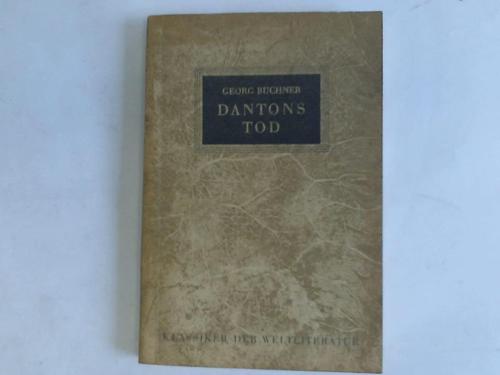 GEORG BÜCHNER
DANTONS
TOD
KLASSIKER DER WELTLITERATUR